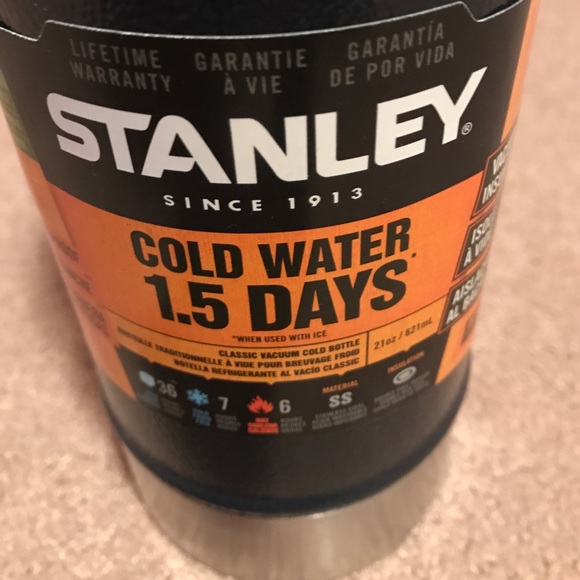 LIFETIME WARRANTY
GARANTIE À VIE
GARANTÍA DE POR VIDA
STANLEY®
SINCE 1913
COLD WATER
1.5 DAYS*
*WHEN USED WITH ICE
CLASSIC VACUUM COLD BOTTLE
BOUTEILLE TRADITIONNELLE À VIDE POUR BREUVAGE FROID
BOTELLA REFRIGERANTE AL VACÍO CLASSIC
21oz / 621mL
36
7
6
MATERIAL
SS
INSULATION